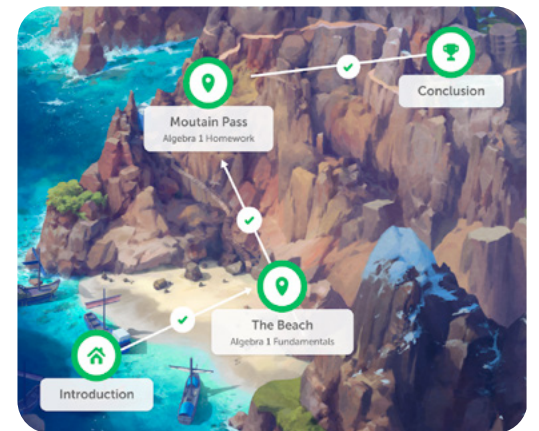 Conclusion
Moutain Pass
Algebra 1 Homework
The Beach
Algebra 1 Fundamentals
Introduction